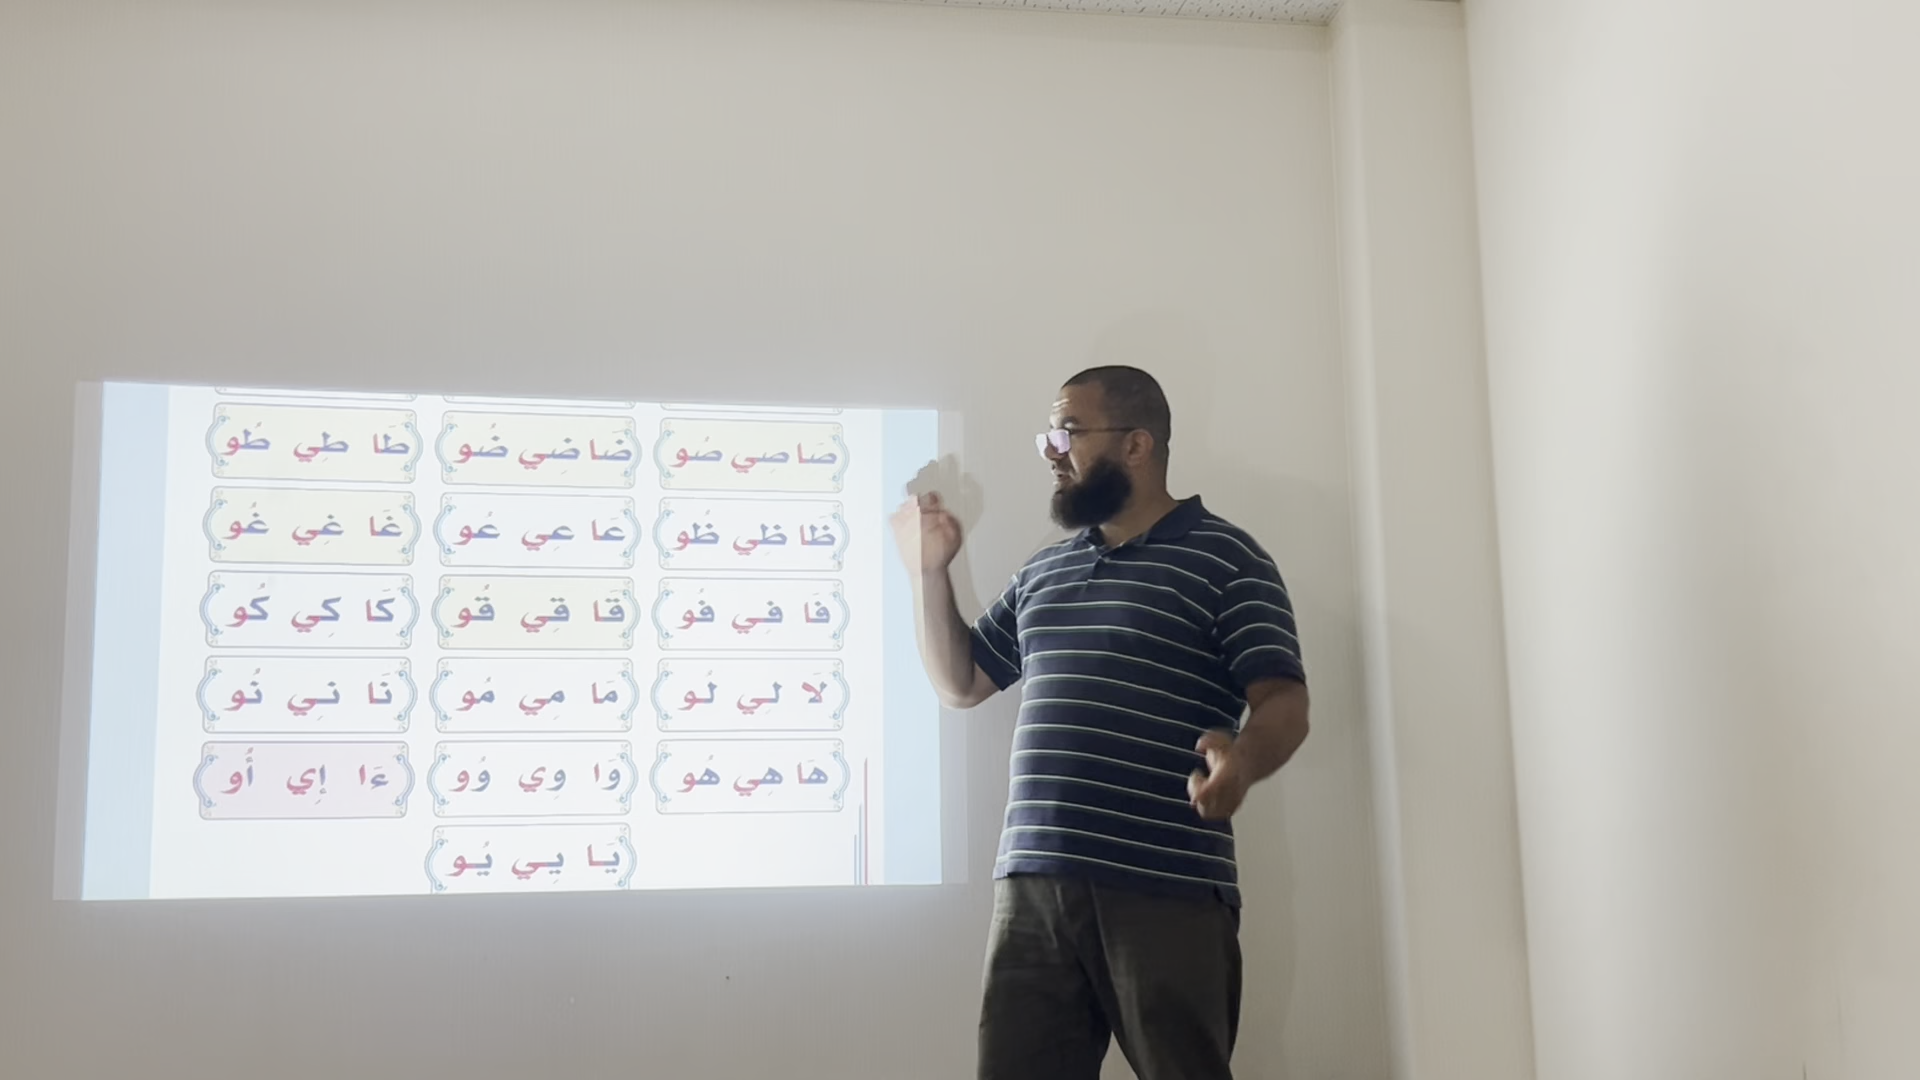 صَا صِي صُو ضَا ضِي ضُو طَا طِي طُو
ظَا ظِي ظُو عَا عِي عُو غَا غِي غُو
فَا فِي فُو قَا قِي قُو كَا كِي كُو
لَا لِي لُو مَا مِي مُو نَا نِي نُو
هَا هِي هُو وَا وِي وُو ءَا إِي أُو
يَا يِي يُو